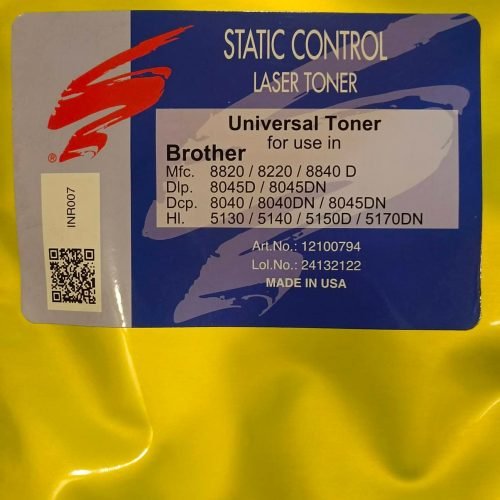 STATIC CONTROL
LASER TONER
Universal Toner
for use in
Brother
Mfc. 8820 / 8220 / 8840 D
Dlp. 8045D / 8045DN
Dcp. 8040 / 8040DN / 8045DN
Hl. 5130 / 5140 / 5150D / 5170DN
Art.No.: 12100794
Lol.No.: 24132122
MADE IN USA
®
INR007